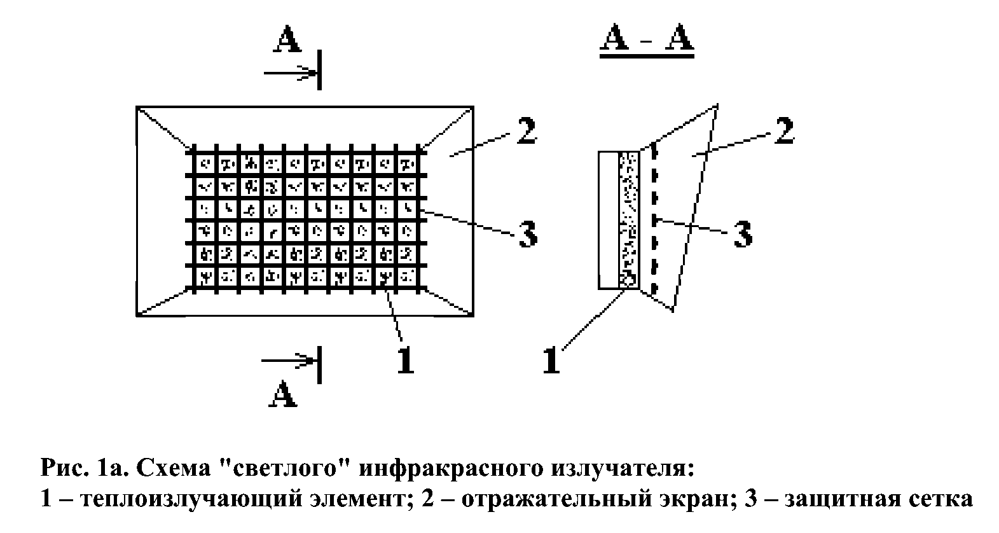 А
А - А
2
2
3
3
1
1
А
Рис. 1а. Схема "светлого" инфракрасного излучателя:
1 – теплоизлучающий элемент; 2 – отражательный экран; 3 – защитная сетка